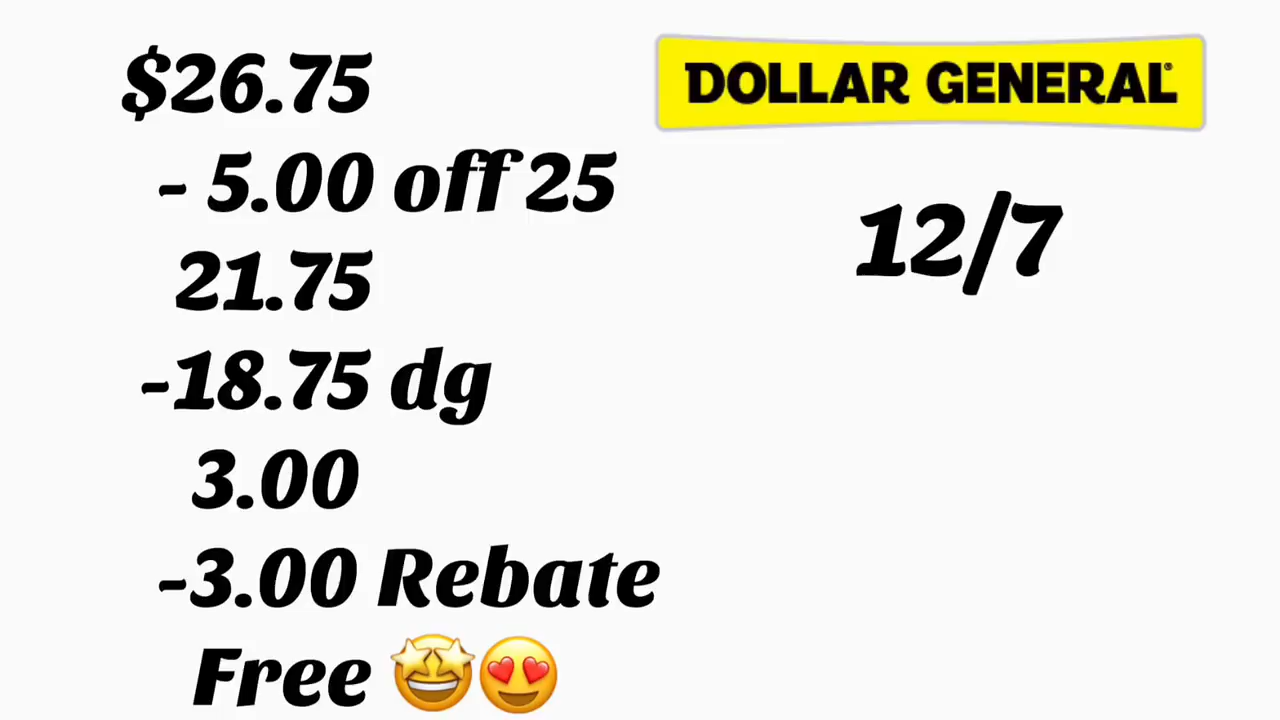 $26.75
- 5.00 off 25
21.75
-18.75 dg
3.00
-3.00 Rebate
Free 🤩😍
DOLLAR GENERAL®
12/7